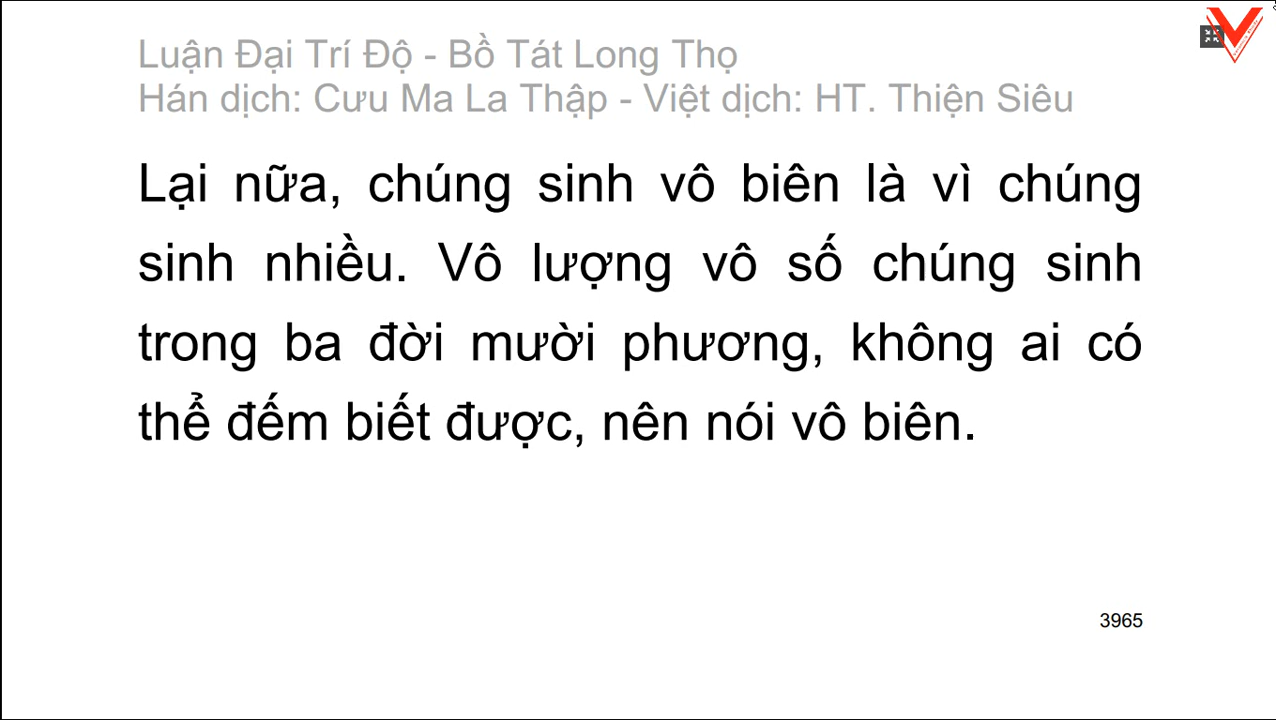 Luận Đại Trí Độ - Bồ Tát Long Thọ
Hán dịch: Cưu Ma La Thập - Việt dịch: HT. Thiện Siêu
Lại nữa, chúng sinh vô biên là vì chúng
sinh nhiều. Vô lượng vô số chúng sinh
trong ba đời mười phương, không ai có
thể đếm biết được, nên nói vô biên.
3965